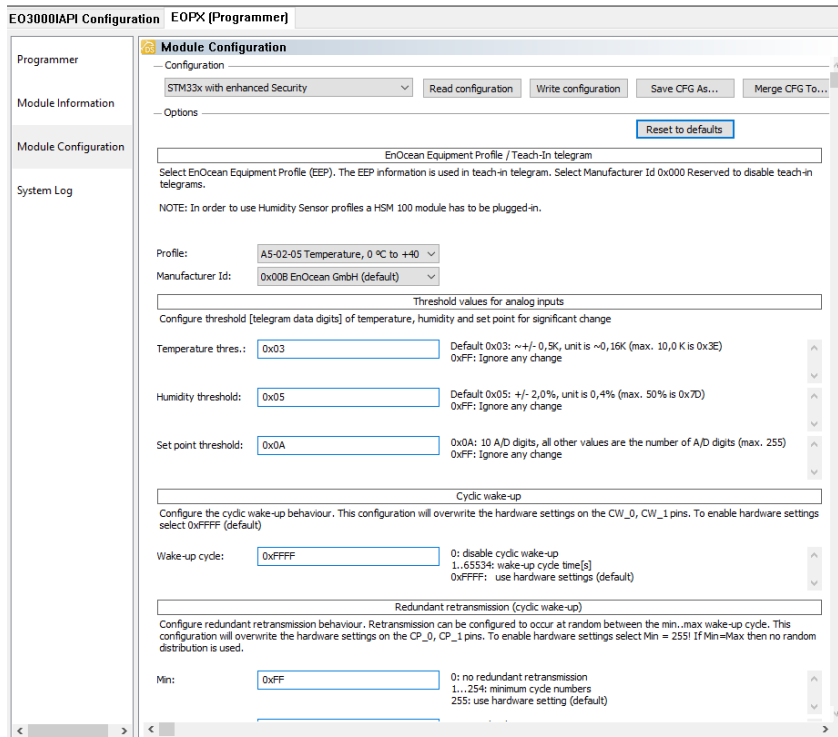 EO3000IAPI Configuration EOPX (Programmer)
Programmer
Module Information
Module Configuration
System Log
Module Configuration
Configuration
STM33x with enhanced Security
Read configuration
Write configuration
Save CFG As...
Merge CFG To...
Options
Reset to defaults
EnOcean Equipment Profile / Teach-In telegram
Select EnOcean Equipment Profile (EEP). The EEP information is used in teach-in telegram. Select Manufacturer Id 0x000 Reserved to disable teach-in
telegrams.
NOTE: In order to use Humidity Sensor profiles a HSM 100 module has to be plugged-in.
Profile: A5-02-05 Temperature, 0 ºC to +40
Manufacturer Id: 0x00B EnOcean GmbH (default)
Threshold values for analog inputs
Configure threshold [telegram data digits] of temperature, humidity and set point for significant change
Temperature thres.: 0x03 Default 0x03: ~+/- 0,5K, unit is ~0,16K (max. 10,0 K is 0x3E)
0xFF: Ignore any change
Humidity threshold: 0x05 Default 0x05: +/- 2,0%, unit is 0,4% (max. 50% is 0x7D)
0xFF: Ignore any change
Set point threshold: 0x0A 0x0A: 10 A/D digits, all other values are the number of A/D digits (max. 255)
0xFF: Ignore any change
Cyclic wake-up
Configure the cyclic wake-up behaviour. This configuration will overwrite the hardware settings on the CW_0, CW_1 pins. To enable hardware settings
select 0xFFFF (default)
Wake-up cycle: 0xFFFF 0: disable cyclic wake-up
1..65534: wake-up cycle time[s]
0xFFFF: use hardware settings (default)
Redundant retransmission (cyclic wake-up)
Configure redundant retransmission behaviour. Retransmission can be configured to occur at random between the min..max wake-up cycle. This
configuration will overwrite the hardware settings on the CP_0, CP_1 pins. To enable hardware settings select Min = 255! If Min=Max then no random
distribution is used.
Min: 0xFF 0: no redundant retransmission
1...254: minimum cycle numbers
255: use hardware setting (default)